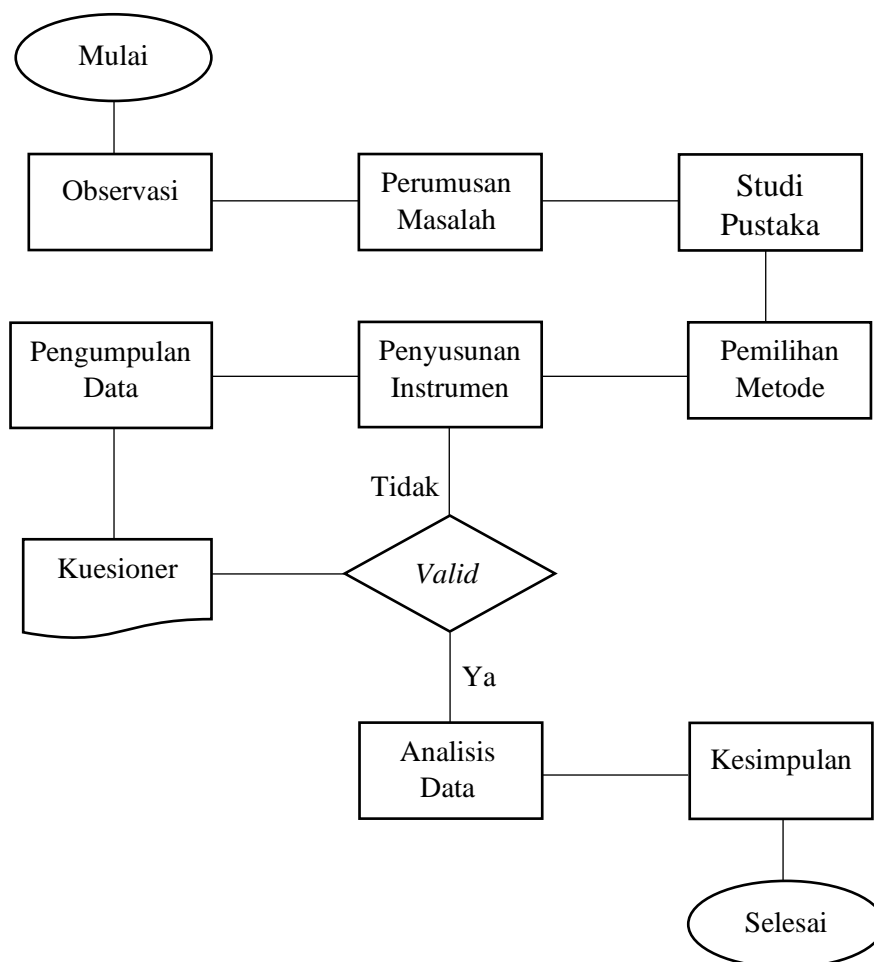 Mulai
Observasi
Perumusan
Masalah
Studi
Pustaka
Pengumpulan
Data
Penyusunan
Instrumen
Pemilihan
Metode
Tidak
Kuesioner
Valid
Ya
Analisis
Data
Kesimpulan
Selesai